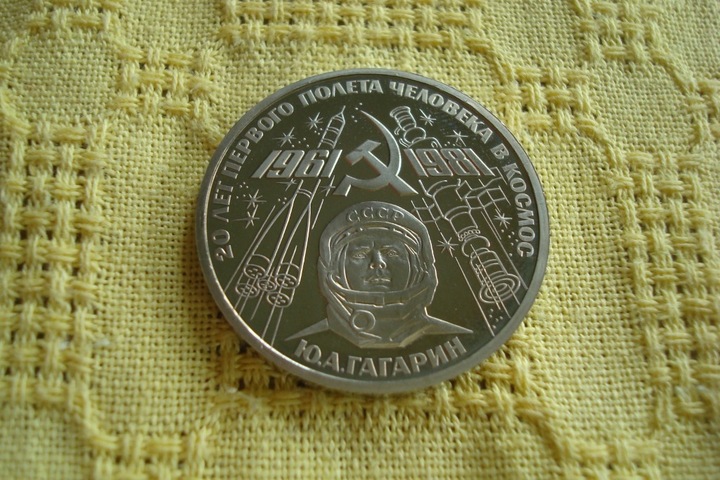 20 ЛЕТ ПЕРВОГО ПОЛЕТА ЧЕЛОВЕКА В КОСМОС
1961 1981
СССР
Ю.А.ГАГАРИН